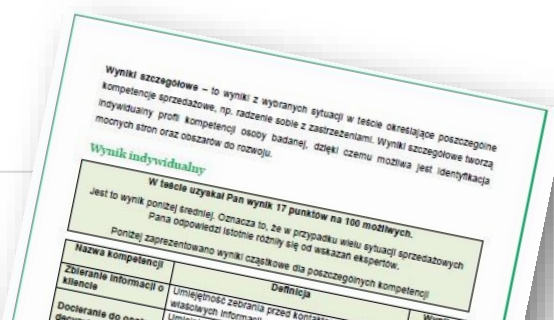 Wyniki szczegółowe – to wyniki z wybranych sytuacji w teście określające poszczególne
kompetencje sprzedażowe, np. radzenie sobie z zastrzeżeniami. Wyniki szczegółowe tworzą
indywidualny profil kompetencji osoby badanej, dzięki czemu możliwa jest identyfikacja
mocnych stron oraz obszarów do rozwoju.
Wynik indywidualny
W teście uzyskał Pan wynik 17 punktów na 100 możliwych.
Jest to wynik poniżej średniej. Oznacza to, że w przypadku wielu sytuacji sprzedażowych
Pana odpowiedzi istotnie różniły się od wskazań ekspertów.
Poniżej zaprezentowano wyniki cząstkowe dla poszczególnych kompetencji
Nazwa kompetencji
Definicja
Zbieranie informacji o
kliencie
Umiejętność zebrania przed
właściwych
Docieranie do